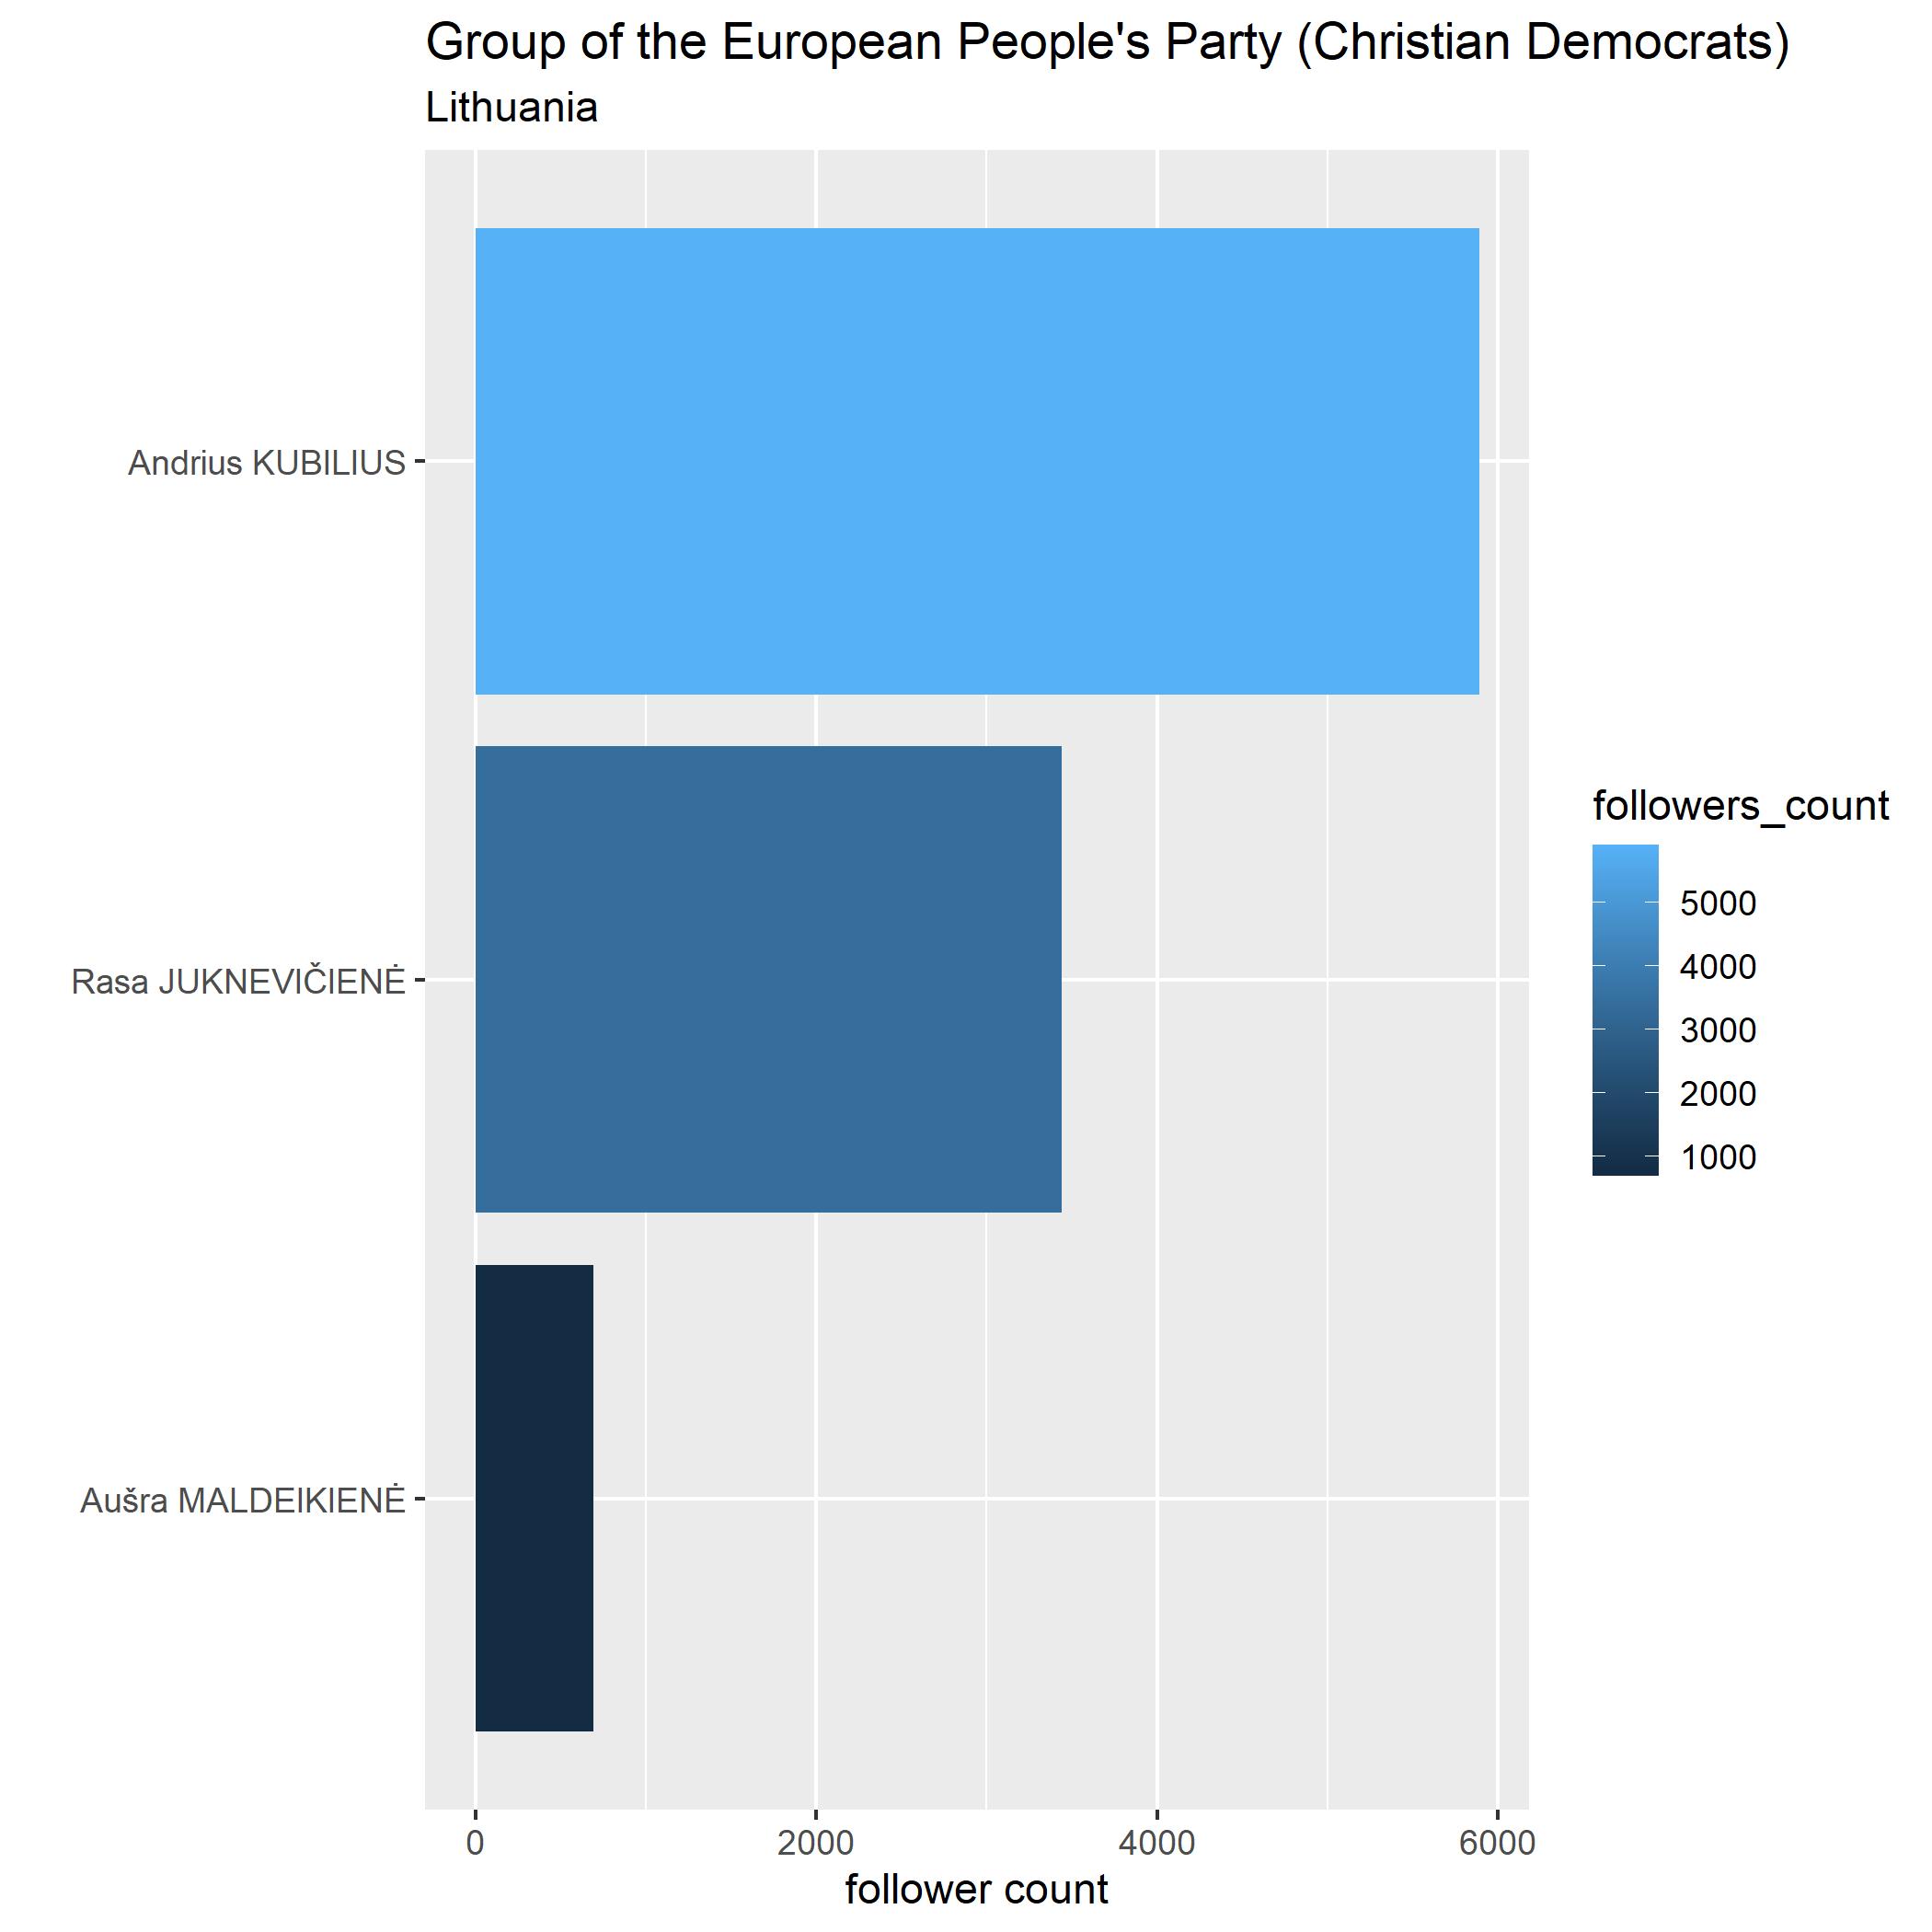 Group of the European People's Party (Christian Democrats)
Lithuania
Andrius KUBILIUS
Rasa JUKNEVIČIENĖ
Aušra MALDEIKIENĖ
0
2000
4000
6000
follower count
followers_count
5000
4000
3000
2000
1000